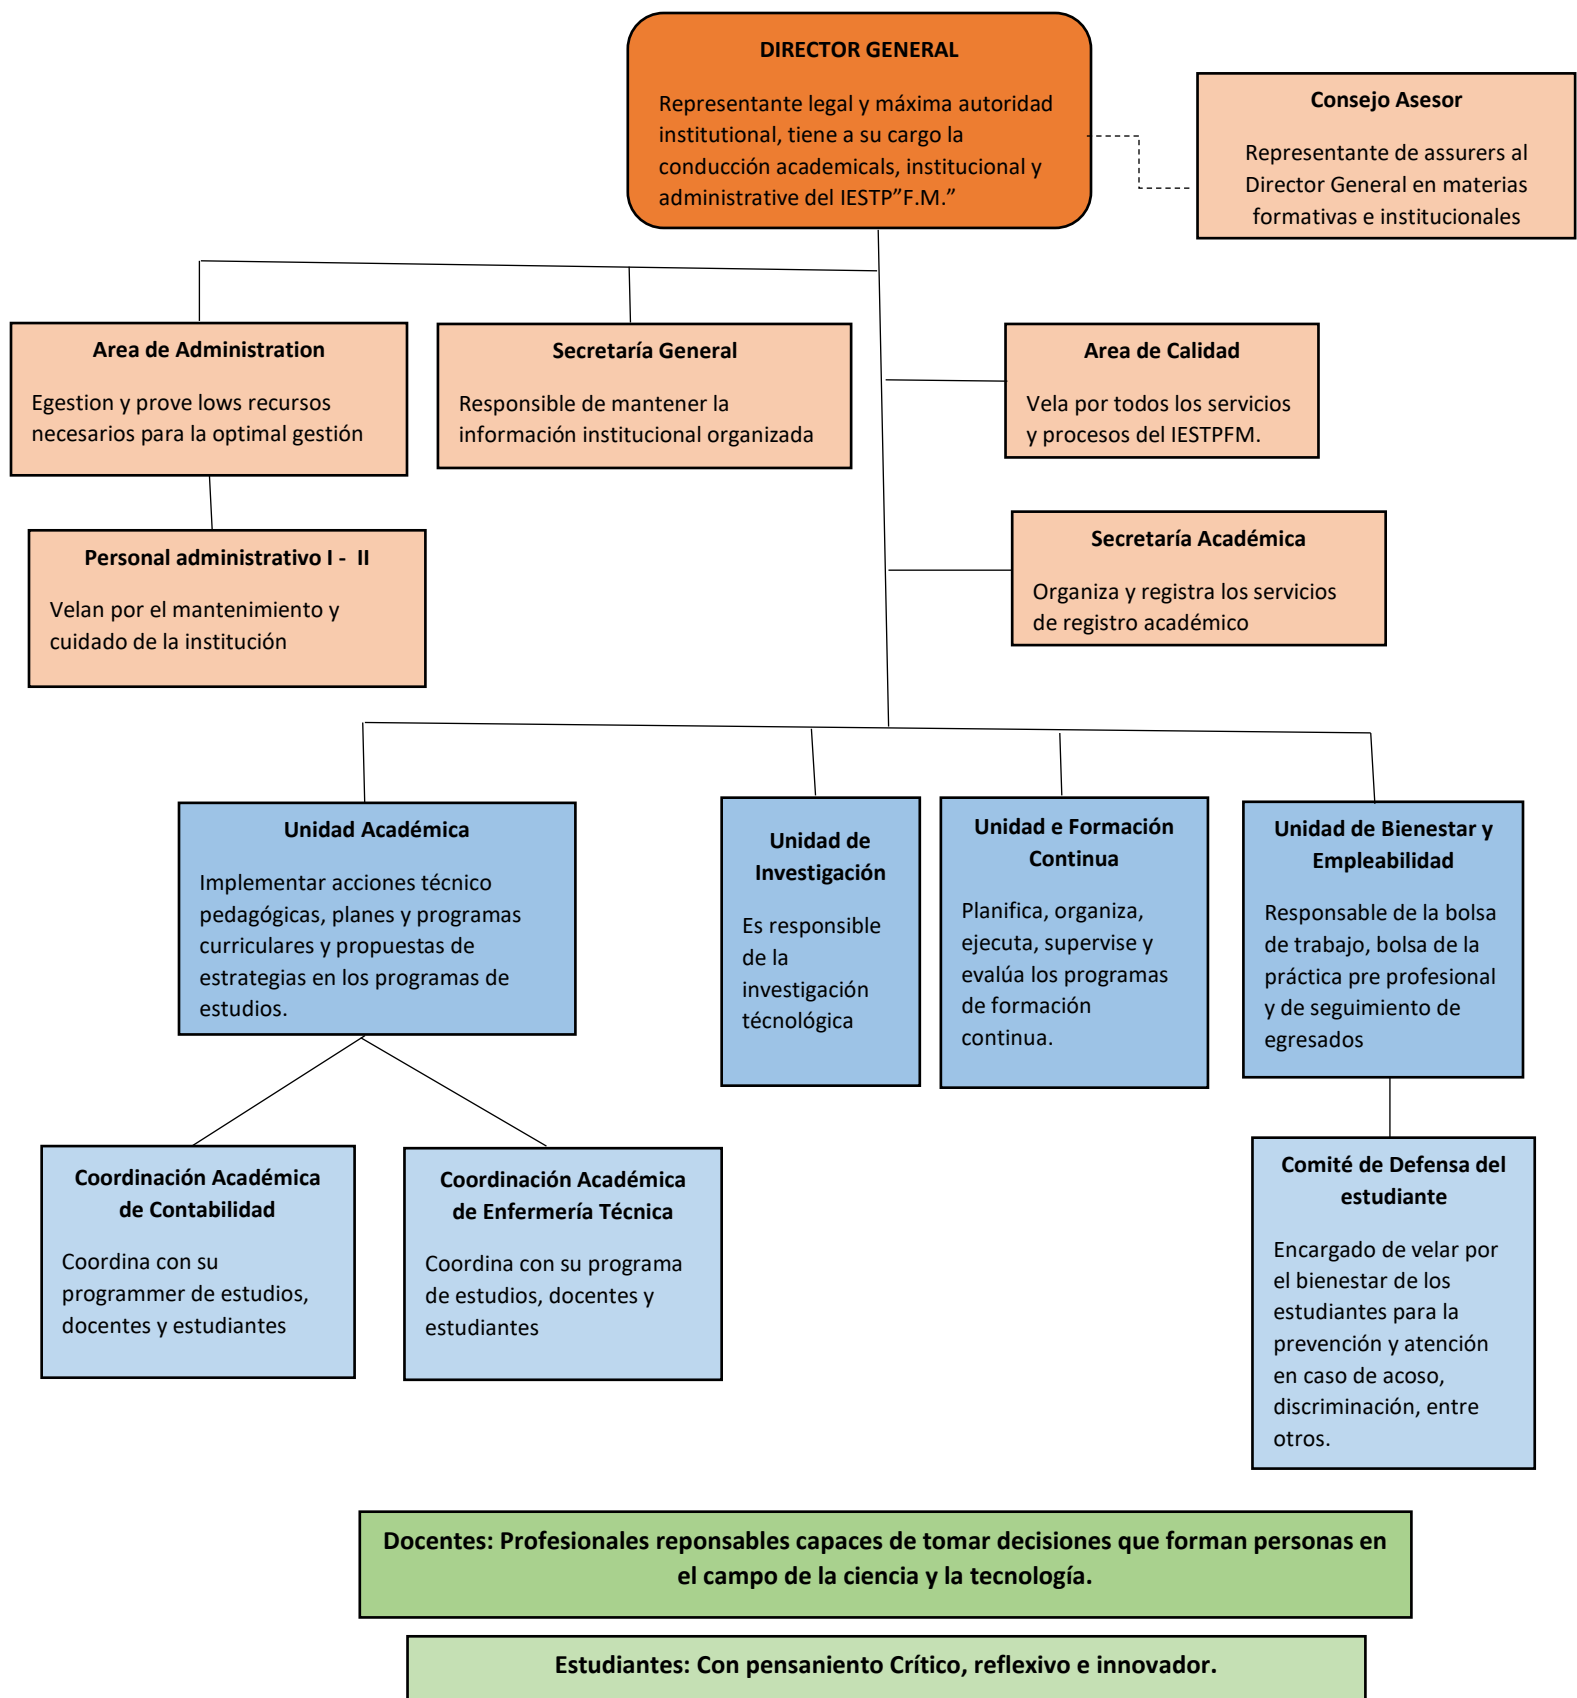 DIRECTOR GENERAL
Representante legal y máxima autoridad
institutional, tiene a su cargo la
conducción academicals, institucional y
administrative del IESTP”F.M.”
Consejo Asesor
Representante de assurers al
Director General en materias
formativas e institucionales
Area de Administration
Egestion y prove lows recursos
necesarios para la optimal gestión
Secretaría General
Responsible de mantener la
información institucional organizada
Area de Calidad
Vela por todos los servicios
y procesos del IESTPFM.
Personal administrativo I - II
Velan por el mantenimiento y
cuidado de la institución
Secretaría Académica
Organiza y registra los servicios
de registro académico
Unidad Académica
Implementar acciones técnico
pedagógicas, planes y programas
curriculares y propuestas de
estrategias en los programas de
estudios.
Unidad de
Investigación
Es responsible
de la
investigación
técnológica
Unidad e Formación
Continua
Planifica, organiza,
ejecuta, supervise y
evalúa los programas
de formación
continua.
Unidad de Bienestar y
Empleabilidad
Responsable de la bolsa
de trabajo, bolsa de la
práctica pre profesional
y de seguimiento de
egresados
Coordinación Académica
de Contabilidad
Coordina con su
programmer de estudios,
docentes y estudiantes
Coordinación Académica
de Enfermería Técnica
Coordina con su programa
de estudios, docentes y
estudiantes
Comité de Defensa del
estudiante
Encargado de velar por
el bienestar de los
estudiantes para la
prevención y atención
en caso de acoso,
discriminación, entre
otros.
Docentes: Profesionales reponsables capaces de tomar decisiones que forman personas en
el campo de la ciencia y la tecnología.
Estudiantes: Con pensaniento Crítico, reflexivo e innovador.